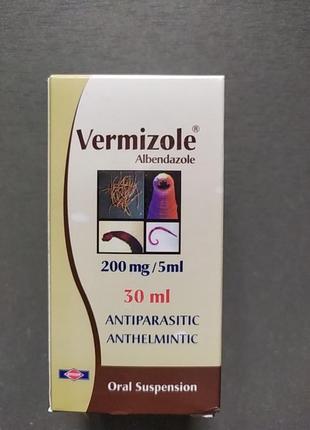 Vermizole®
Albendazole
200 mg/5ml
30 ml
ANTIPARASITIC
ANTHELMINTIC
Oral Suspension